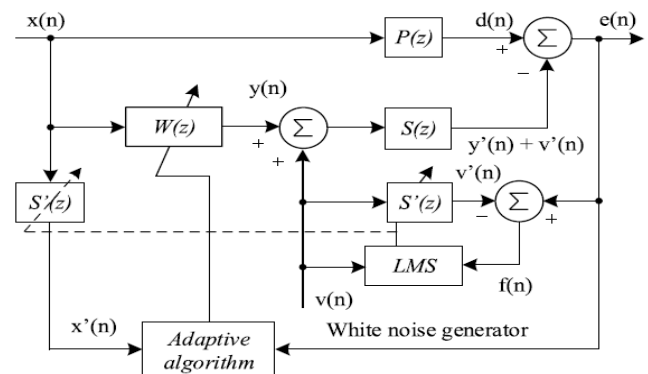 x(n)
P(z)
d(n)
+
Σ
−
e(n)
W(z)
y(n)
+
+
Σ
S(z)
y’(n) + v’(n)
S’(z)
S’(z)
v’(n)
−
Σ
+
LMS
f(n)
v(n)
x’(n)
Adaptive
algorithm
White noise generator